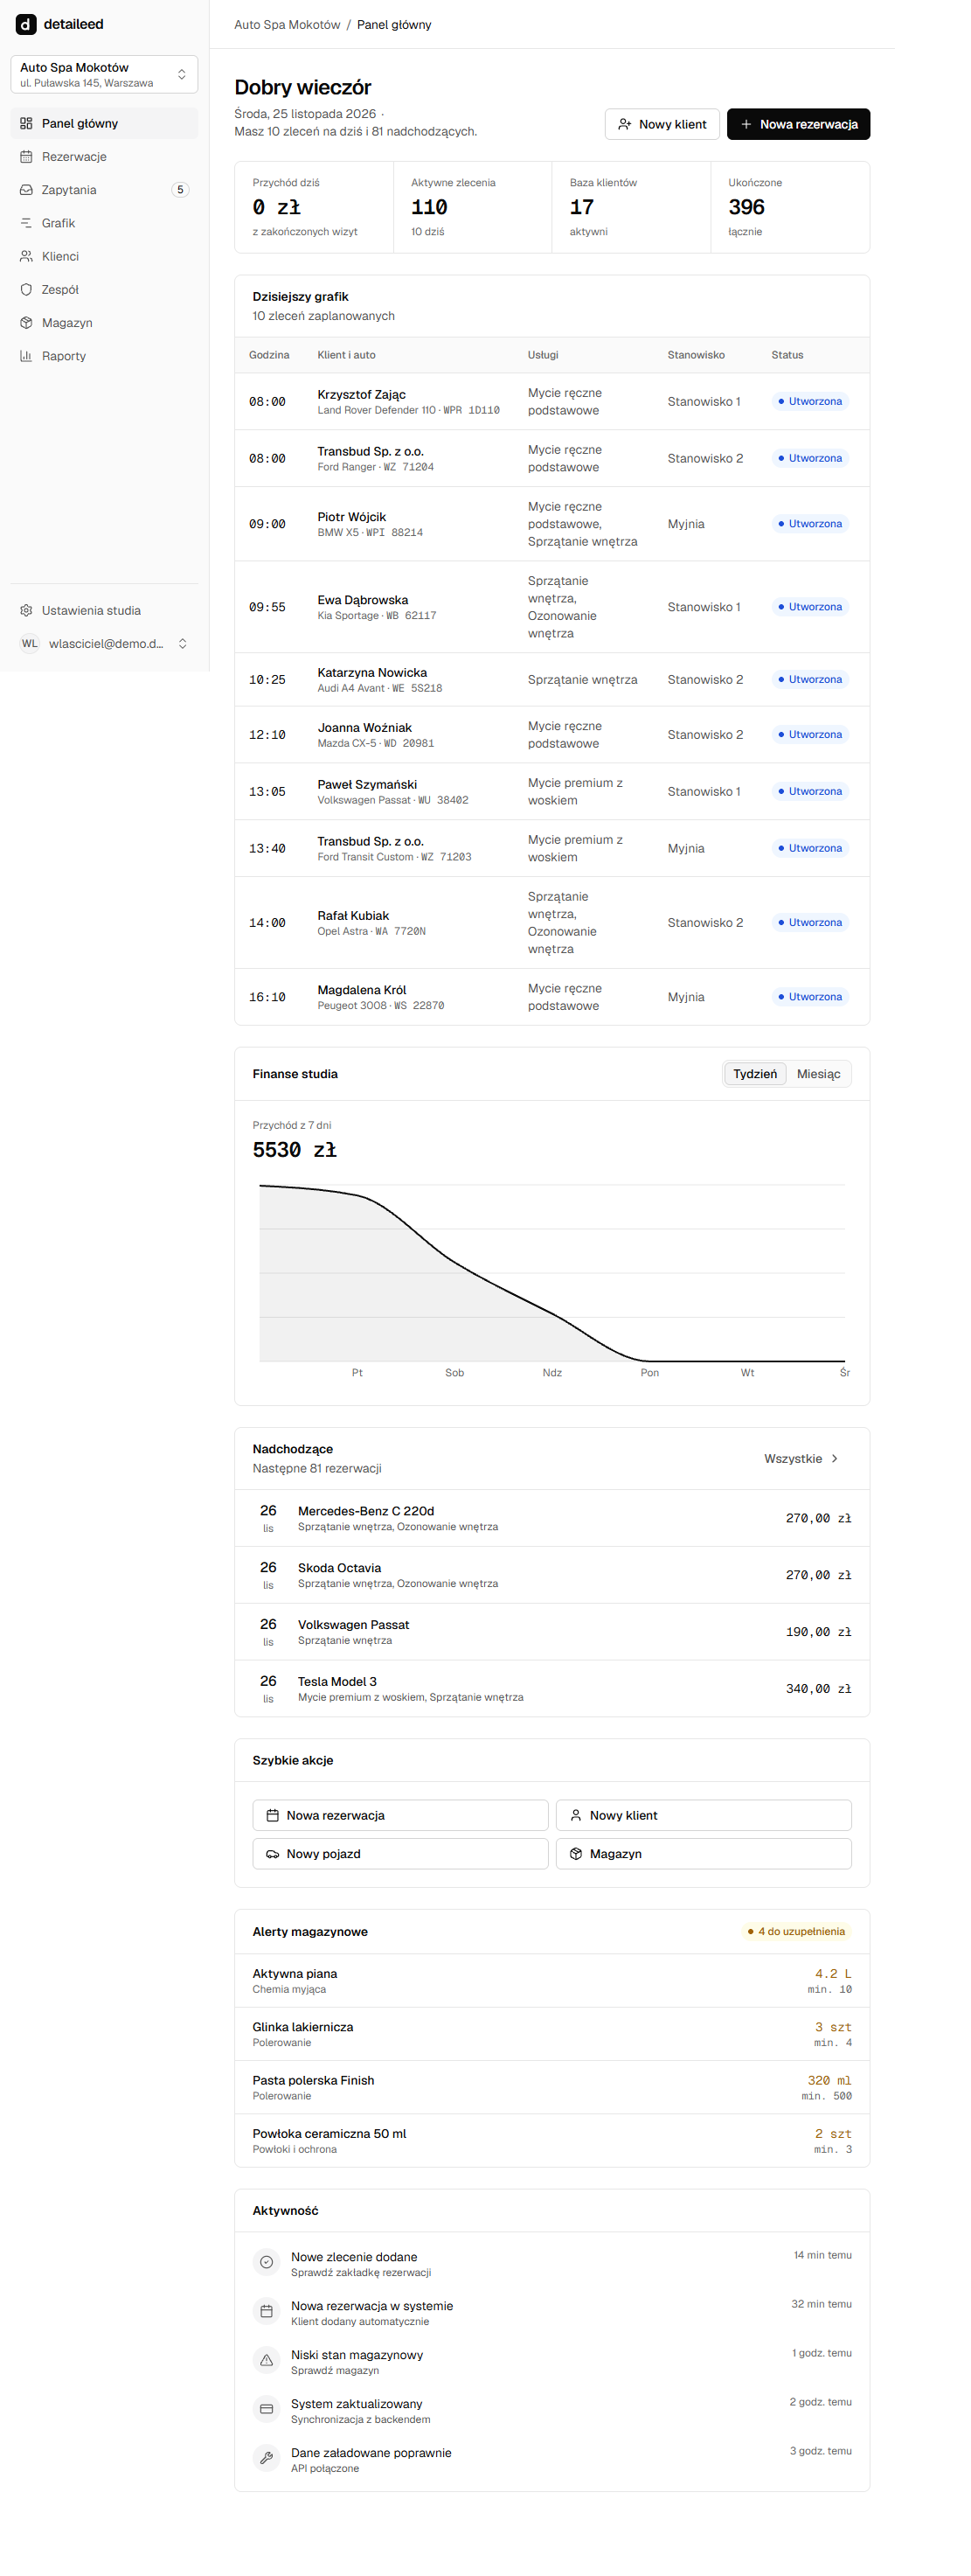 detaileed
Auto Spa Mokotów
ul. Puławska 145, Warszawa
Panel główny
Rezerwacje
Zapytania 5
Grafik
Klienci
Zespół
Magazyn
Raporty
Ustawienia studia
WL wlasciciel@demo.d...
Auto Spa Mokotów / Panel główny
Dobry wieczór
Środa, 25 listopada 2026 ·
Masz 10 zleceń na dziś i 81 nadchodzących.
Nowy klient
Nowa rezerwacja
Przychód dziś
0 zł
z zakończonych wizyt
Aktywne zlecenia
110
10 dziś
Baza klientów
17
aktywni
Ukończone
396
łącznie
Dzisiejszy grafik
10 zleceń zaplanowanych
Godzina Klient i auto Usługi Stanowisko Status
08:00 Krzysztof Zając
Land Rover Defender 110 · WPR 1D110
Mycie ręczne
podstawowe
Stanowisko 1 Utworzona
08:00 Transbud Sp. z o.o.
Ford Ranger · WZ 71204
Mycie ręczne
podstawowe
Stanowisko 2 Utworzona
09:00 Piotr Wójcik
BMW X5 · WPI 88214
Mycie ręczne
podstawowe,
Sprzątanie wnętrza
Myjnia Utworzona
09:55 Ewa Dąbrowska
Kia Sportage · WB 62117
Sprzątanie
wnętrza,
Ozonowanie
wnętrza
Stanowisko 1 Utworzona
10:25 Katarzyna Nowicka
Audi A4 Avant · WE 5S218
Sprzątanie wnętrza
Stanowisko 2 Utworzona
12:10 Joanna Woźniak
Mazda CX-5 · WD 20981
Mycie ręczne
podstawowe
Stanowisko 2 Utworzona
13:05 Paweł Szymański
Volkswagen Passat · WU 38402
Mycie premium z
woskiem
Stanowisko 1 Utworzona
13:40 Transbud Sp. z o.o.
Ford Transit Custom · WZ 71203
Mycie premium z
woskiem
Myjnia Utworzona
14:00 Rafał Kubiak
Opel Astra · WA 7720N
Sprzątanie
wnętrza,
Ozonowanie
wnętrza
Stanowisko 2 Utworzona
16:10 Magdalena Król
Peugeot 3008 · WS 22870
Mycie ręczne
podstawowe
Myjnia Utworzona
Finanse studia
Tydzień Miesiąc
Przychód z 7 dni
5530 zł
Pt Sob Ndz Pon Wt Śr
Nadchodzące
Następne 81 rezerwacji
Wszystkie
26 lis
Mercedes-Benz C 220d
Sprzątanie wnętrza, Ozonowanie wnętrza
270,00 zł
26 lis
Skoda Octavia
Sprzątanie wnętrza, Ozonowanie wnętrza
270,00 zł
26 lis
Volkswagen Passat
Sprzątanie wnętrza
190,00 zł
26 lis
Tesla Model 3
Mycie premium z woskiem, Sprzątanie wnętrza
340,00 zł
Szybkie akcje
Nowa rezerwacja
Nowy klient
Nowy pojazd
Magazyn
Alerty magazynowe
4 do uzupełnienia
Aktywna piana 4.2 L
Chemia myjąca min. 10
Glinka lakiernicza 3 szt
Polerowanie min. 4
Pasta polerska Finish 320 ml
Polerowanie min. 500
Powłoka ceramiczna 50 ml 2 szt
Powłoki i ochrona min. 3
Aktywność
Nowe zlecenie dodane 14 min temu
Sprawdź zakładkę rezerwacji
Nowa rezerwacja w systemie 32 min temu
Klient dodany automatycznie
Niski stan magazynowy 1 godz. temu
Sprawdź magazyn
System zaktualizowany 2 godz. temu
Synchronizacja z backendem
Dane załadowane poprawnie 3 godz. temu
API połączone